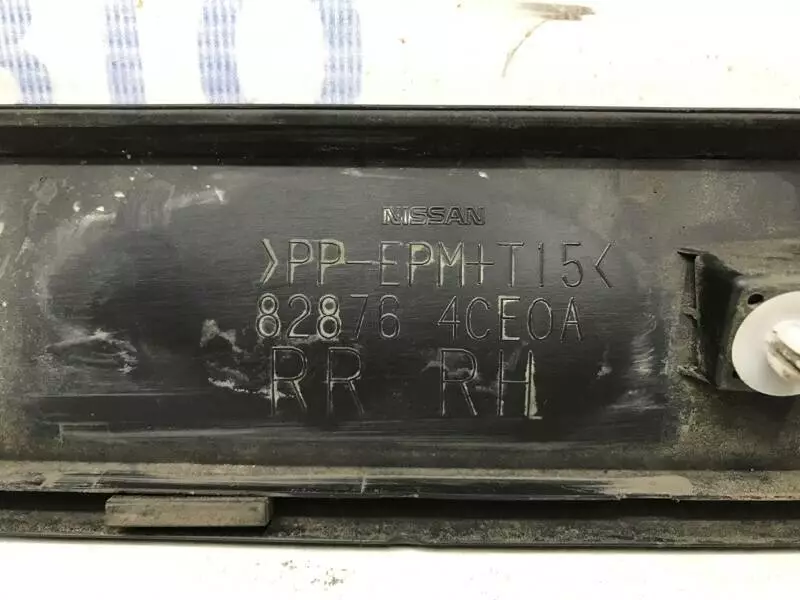 NISSAN
>PP-EPM+T15<
82876 4CE0A
RR RH